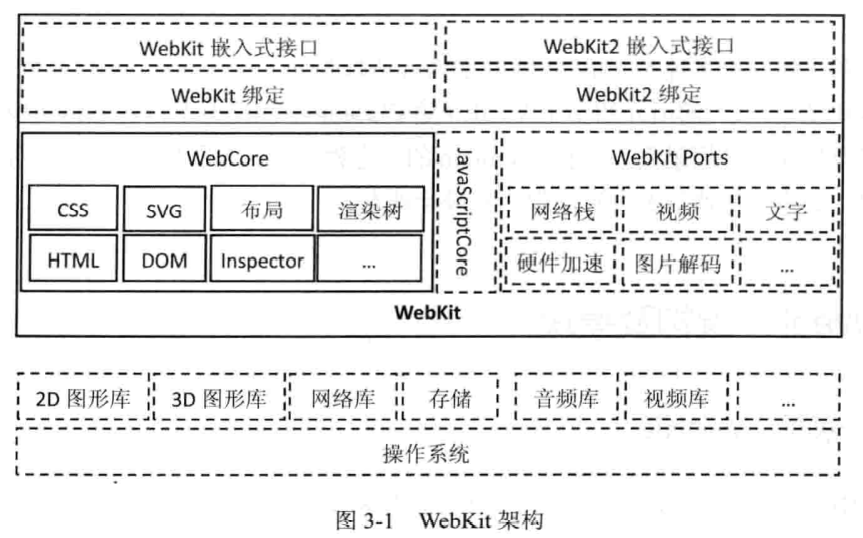 WebKit 嵌入式接口
WebKit2 嵌入式接口
WebKit 绑定
WebKit2 绑定
WebCore
CSS
SVG
布局
渲染树
HTML
DOM
Inspector
...
JavaScriptCore
WebKit Ports
网络栈
视频
文字
硬件加速
图片解码
...
WebKit
2D 图形库
3D 图形库
网络库
存储
音频库
视频库
...
操作系统
图 3-1 WebKit 架构